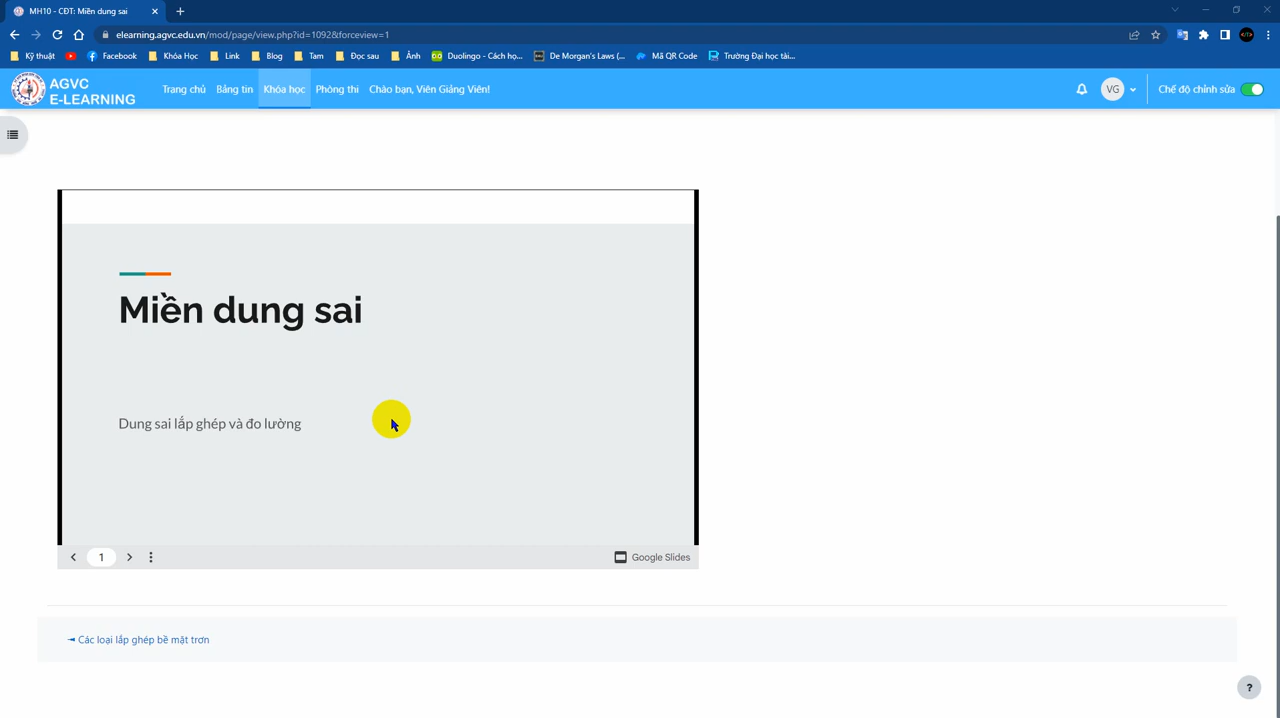 MH10 - CĐT: Miền dung sai
elearning.agvc.edu.vn/mod/page/view.php?id=1092&forceview=1
Kỹ thuật Facebook Khóa Học Link Blog Tam Đọc sau Ảnh Duolingo - Cách họ... De Morgan's Laws (... Mã QR Code Trường Đại học tài...
AGVC
E-LEARNING
Trang chủ Bảng tin Khóa học Phòng thi Chào bạn, Viên Giảng Viên! VG Chế độ chỉnh sửa
Miền dung sai
Dung sai lắp ghép và đo lường
1 Google Slides
Các loại lắp ghép bề mặt trơn
?